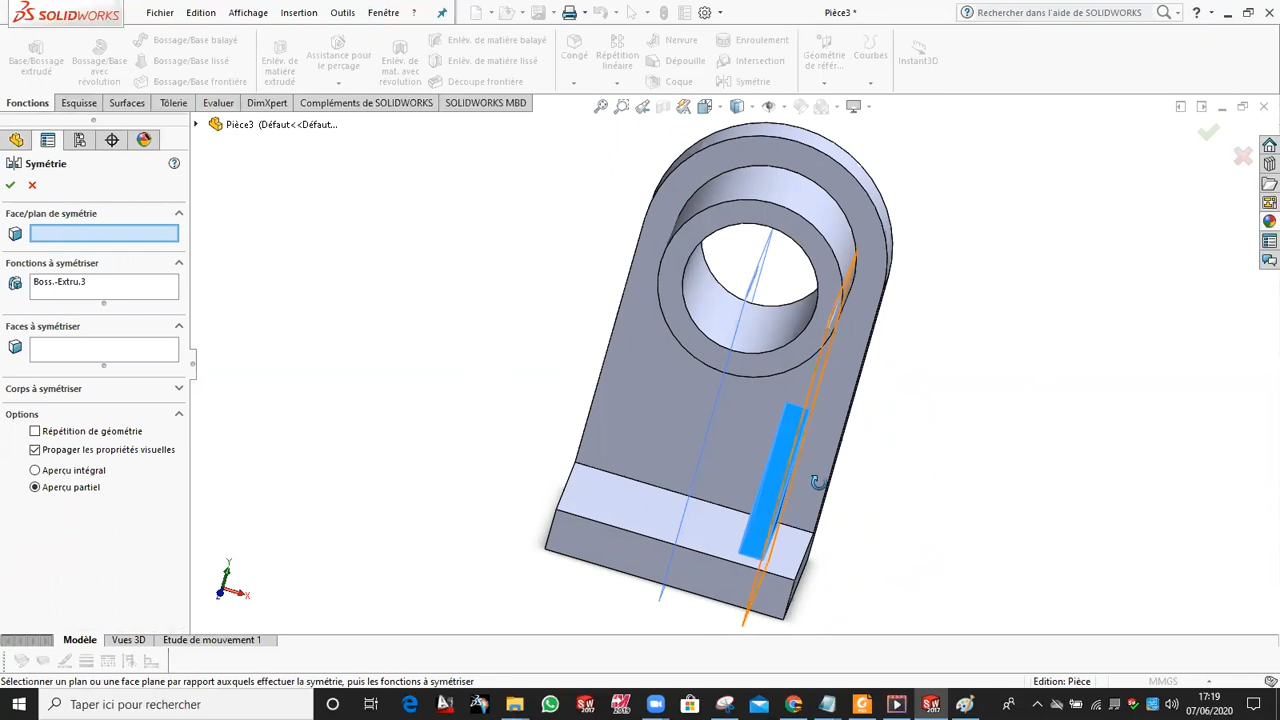 SOLIDWORKS
Fichier Edition Affichage Insertion Outils Fenêtre ?
Pièce3 *
Rechercher dans l'aide de SOLIDWORKS
?
Base/Bossage
extrudé
Bossage/Base
avec
révolution
Bossage/Base balayé
Bossage/Base lissé
Bossage/Base frontière
Enlèv. de
matière
extrudé
Assistance pour
le perçage
Enlèv. de
mat. avec
révolution
Enlèv. de matière balayé
Enlèv. de matière lissé
Découpe frontière
Congé
Répétition
linéaire
Nervure
Dépouille
Coque
Enroulement
Intersection
Symétrie
Géométrie
de référ...
Courbes
Instant3D
Fonctions Esquisse Surfaces Tôlerie Evaluer DimXpert Compléments de SOLIDWORKS SOLIDWORKS MBD
Pièce3 (Défaut<<Défaut...
Symétrie
Face/plan de symétrie
Fonctions à symétriser
Boss.-Extru.3
Faces à symétriser
Corps à symétriser
Options
Répétition de géométrie
Propager les propriétés visuelles
Aperçu intégral
Aperçu partiel
Y
X
Z
Modèle Vues 3D Etude de mouvement 1
Sélectionner un plan ou une face plane par rapport auxquels effectuer la symétrie, puis les fonctions à symétriser
Edition: Pièce
MMGS
Taper ici pour rechercher
17:19
07/06/2020